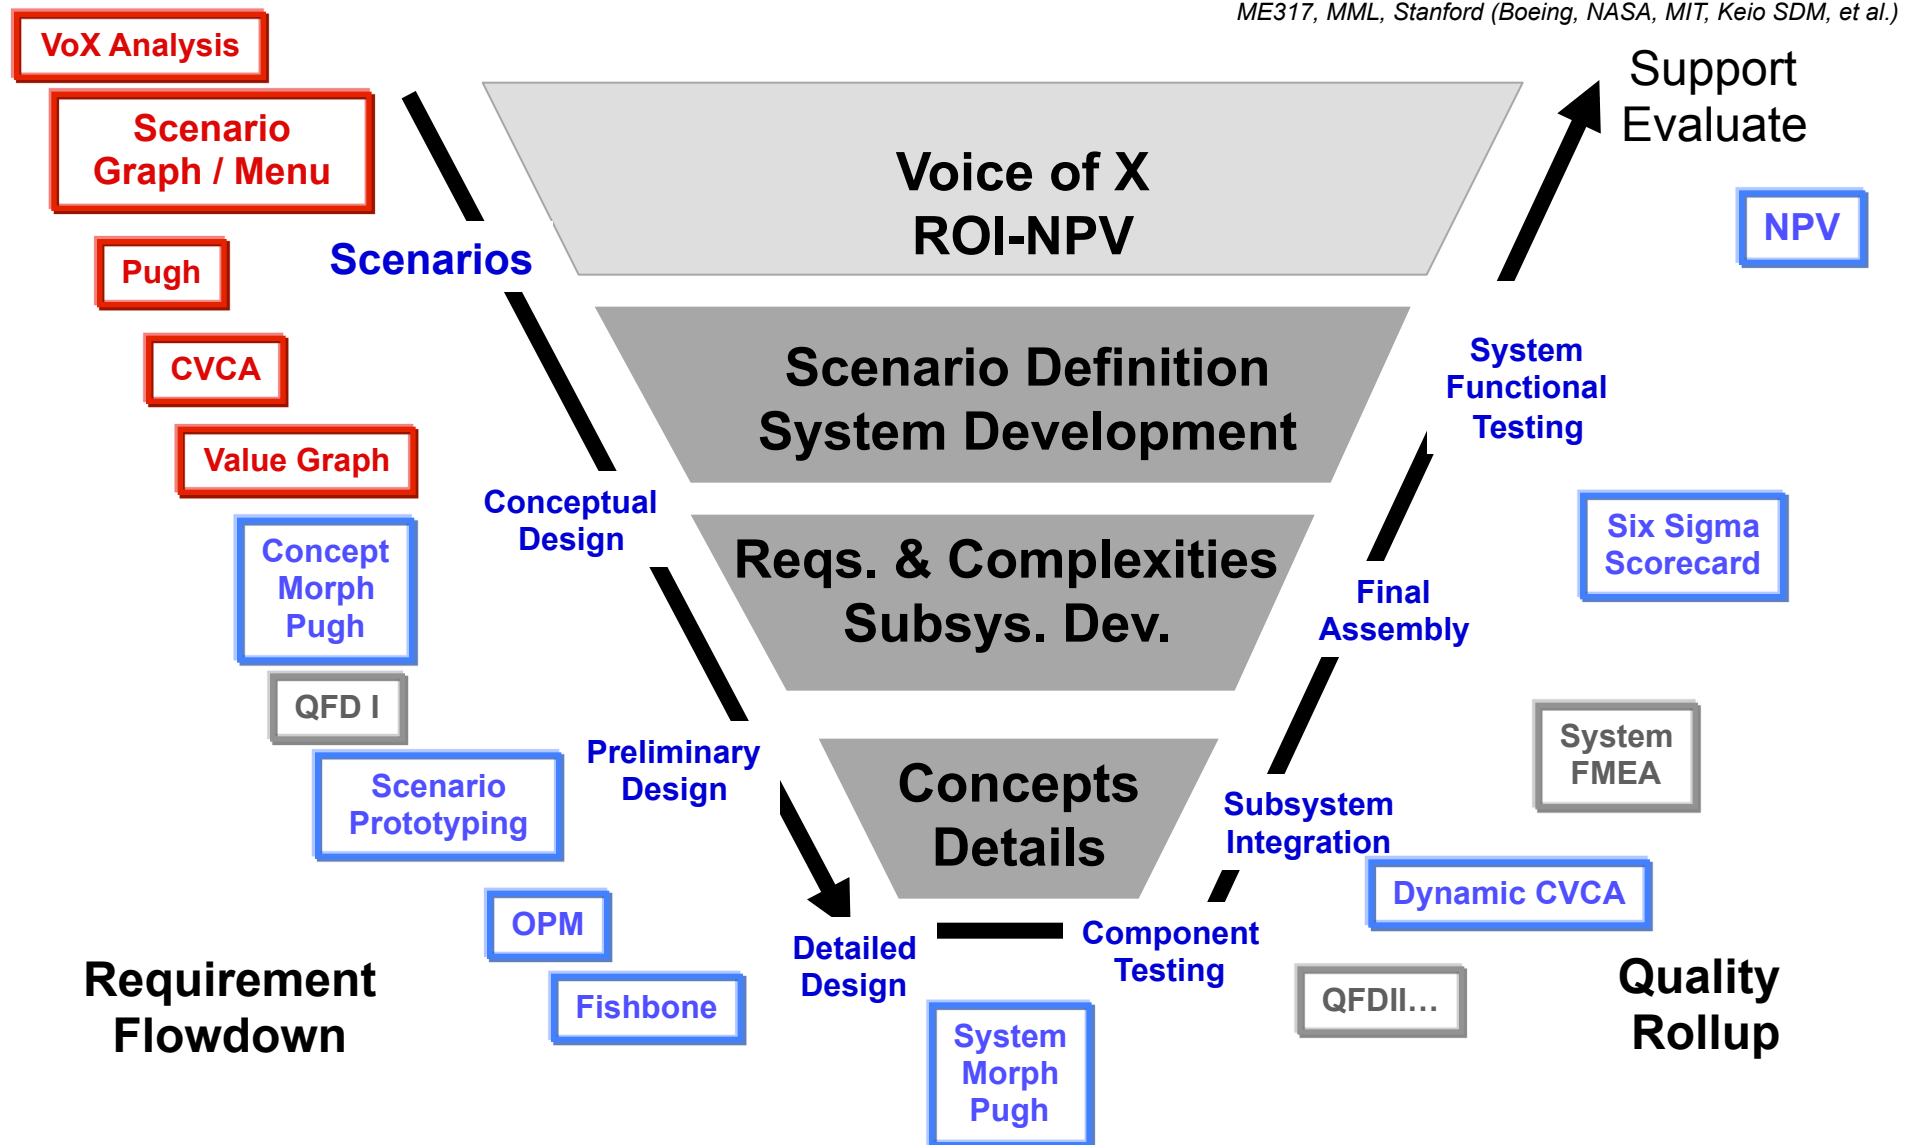 ME317, MML, Stanford (Boeing, NASA, MIT, Keio SDM, et al.)
VoX Analysis
Scenario
Graph / Menu
Pugh
CVCA
Value Graph
Concept
Morph
Pugh
QFD I
Scenario
Prototyping
OPM
Fishbone
Requirement
Flowdown
Scenarios
Conceptual
Design
Preliminary
Design
Detailed
Design
Voice of X
ROI-NPV
Scenario Definition
System Development
Reqs. & Complexities
Subsys. Dev.
Concepts
Details
System
Morph
Pugh
Component
Testing
Subsystem
Integration
Final
Assembly
System
Functional
Testing
Support
Evaluate
NPV
Six Sigma
Scorecard
System
FMEA
Dynamic CVCA
QFDII…
Quality
Rollup